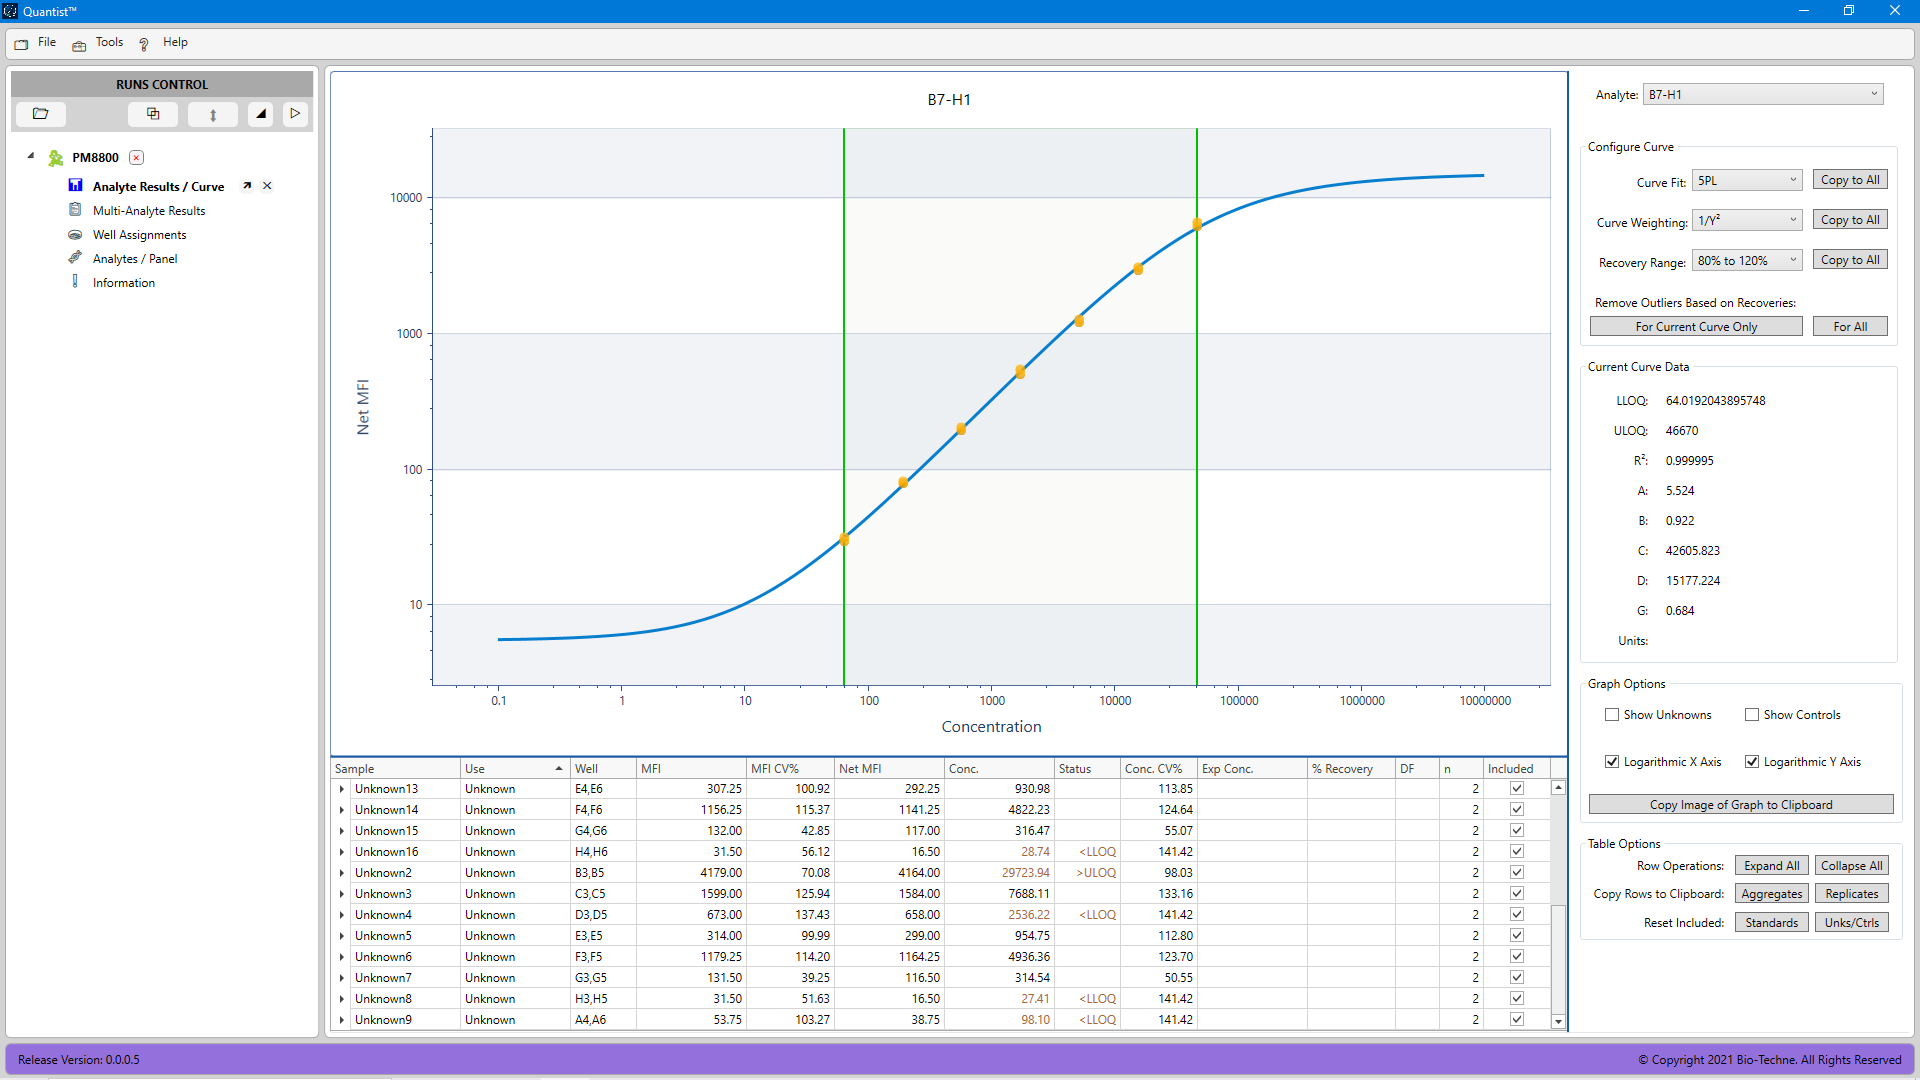 Quantist™
File Tools ? Help
RUNS CONTROL
PM8800
Analyte Results / Curve
Multi-Analyte Results
Well Assignments
Analytes / Panel
Information
B7-H1
10000
1000
100
10
Net MFI
0.1 1 10 100 1000 10000 100000 1000000 10000000
Concentration
Sample Use Well MFI MFI CV% Net MFI Conc. Status Conc. CV% Exp Conc. % Recovery DF n Included
Unknown13 Unknown E4,E6 307.25 100.92 292.25 930.98 113.85 2
Unknown14 Unknown F4,F6 1156.25 115.37 1141.25 4822.23 124.64 2
Unknown15 Unknown G4,G6 132.00 42.85 117.00 316.47 55.07 2
Unknown16 Unknown H4,H6 31.50 56.12 16.50 28.74 <LLOQ 141.42 2
Unknown2 Unknown B3,B5 4179.00 70.08 4164.00 29723.94 >ULOQ 98.03 2
Unknown3 Unknown C3,C5 1599.00 125.94 1584.00 7688.11 133.16 2
Unknown4 Unknown D3,D5 673.00 137.43 658.00 2536.22 <LLOQ 141.42 2
Unknown5 Unknown E3,E5 314.00 99.99 299.00 954.75 112.80 2
Unknown6 Unknown F3,F5 1179.25 114.20 1164.25 4936.36 123.70 2
Unknown7 Unknown G3,G5 131.50 39.25 116.50 314.54 50.55 2
Unknown8 Unknown H3,H5 31.50 51.63 16.50 27.41 <LLOQ 141.42 2
Unknown9 Unknown A4,A6 53.75 103.27 38.75 98.10 <LLOQ 141.42 2
Analyte: B7-H1
Configure Curve
Curve Fit: 5PL Copy to All
Curve Weighting: 1/Y² Copy to All
Recovery Range: 80% to 120% Copy to All
Remove Outliers Based on Recoveries:
For Current Curve Only For All
Current Curve Data
LLOQ: 64.0192043895748
ULOQ: 46670
R²: 0.999995
A: 5.524
B: 0.922
C: 42605.823
D: 15177.224
G: 0.684
Units:
Graph Options
Show Unknowns Show Controls
Logarithmic X Axis Logarithmic Y Axis
Copy Image of Graph to Clipboard
Table Options
Row Operations: Expand All Collapse All
Copy Rows to Clipboard: Aggregates Replicates
Reset Included: Standards Unks/Ctrls
Release Version: 0.0.0.5
© Copyright 2021 Bio-Techne. All Rights Reserved